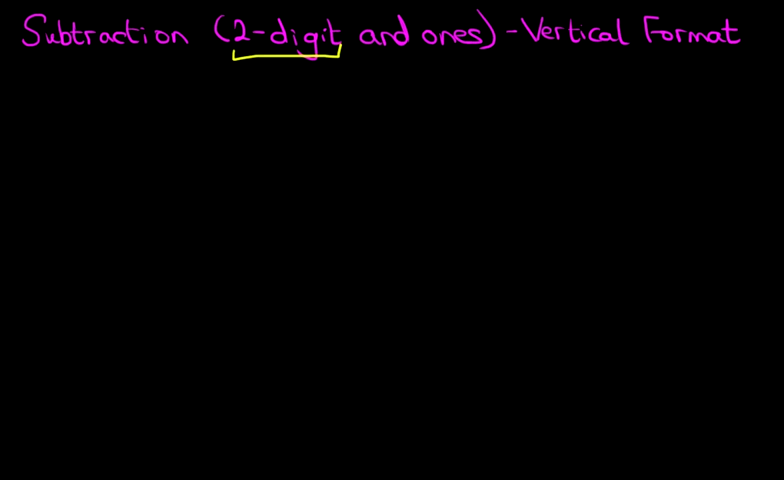 Subtraction (2-digit and ones) - Vertical Format